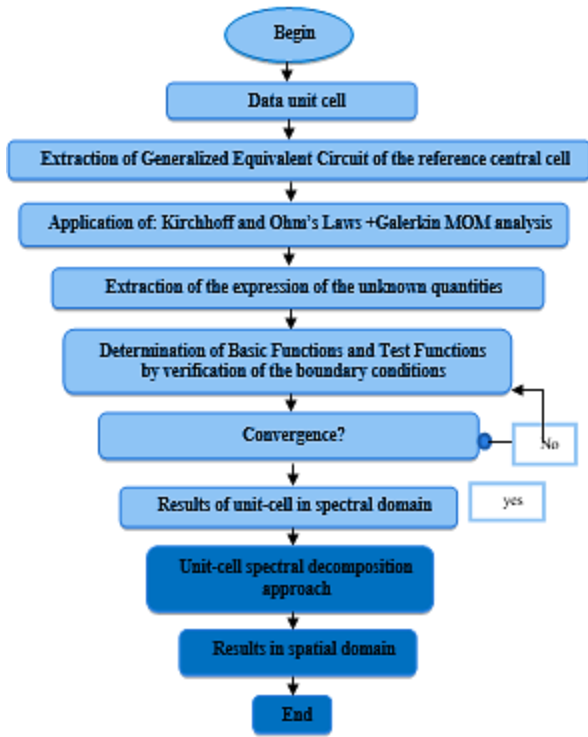 Begin
Data unit cell
Extraction of Generalized Equivalent Circuit of the reference central cell
Application of: Kirchhoff and Ohm's Laws +Galerkin MOM analysis
Extraction of the expression of the unknown quantities
Determination of Basic Functions and Test Functions
by verification of the boundary conditions
Convergence?
No
Results of unit-cell in spectral domain
yes
Unit-cell spectral decomposition
approach
Results in spatial domain
End